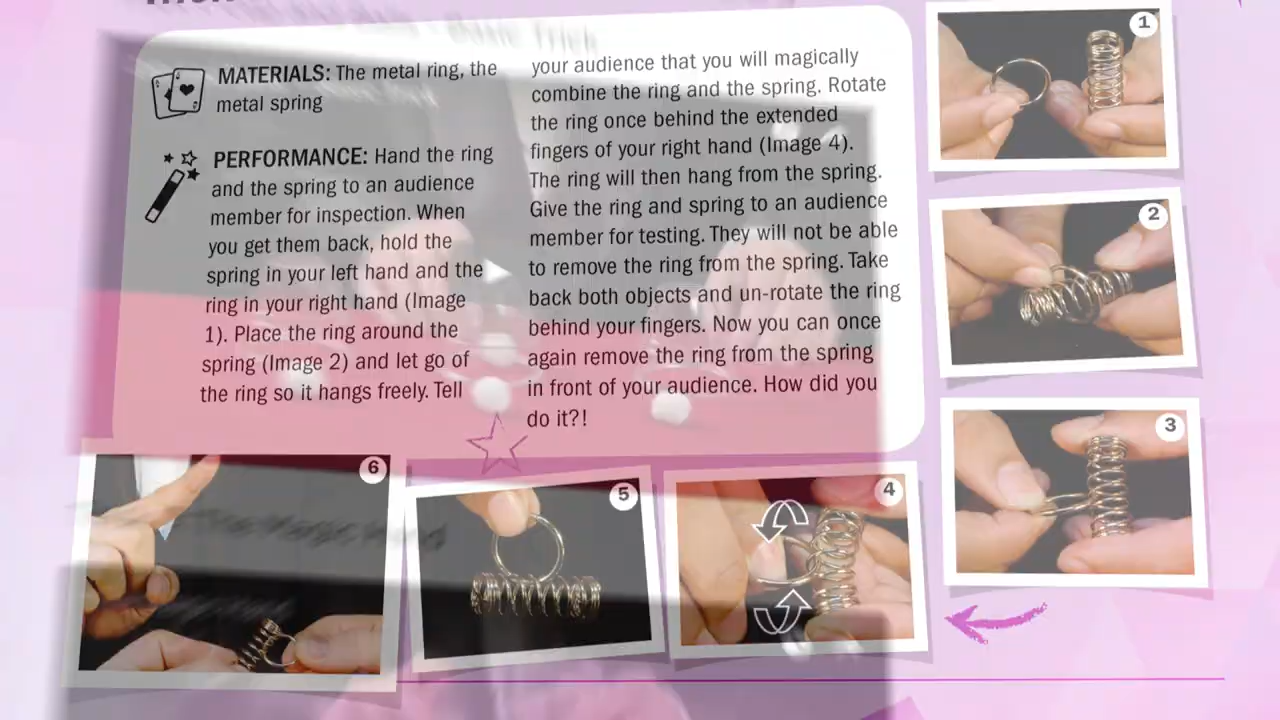 MATERIALS: The metal ring, the
metal spring
PERFORMANCE: Hand the ring
and the spring to an audience
member for inspection. When
you get them back, hold the
spring in your left hand and the
ring in your right hand (Image
1). Place the ring around the
spring (Image 2) and let go of
the ring so it hangs freely. Tell
your audience that you will magically
combine the ring and the spring. Rotate
the ring once behind the extended
fingers of your right hand (Image 4).
The ring will then hang from the spring.
Give the ring and spring to an audience
member for testing. They will not be able
to remove the ring from the spring. Take
back both objects and un-rotate the ring
behind your fingers. Now you can once
again remove the ring from the spring
in front of your audience. How did you
do it?!
1
2
3
4
5
6